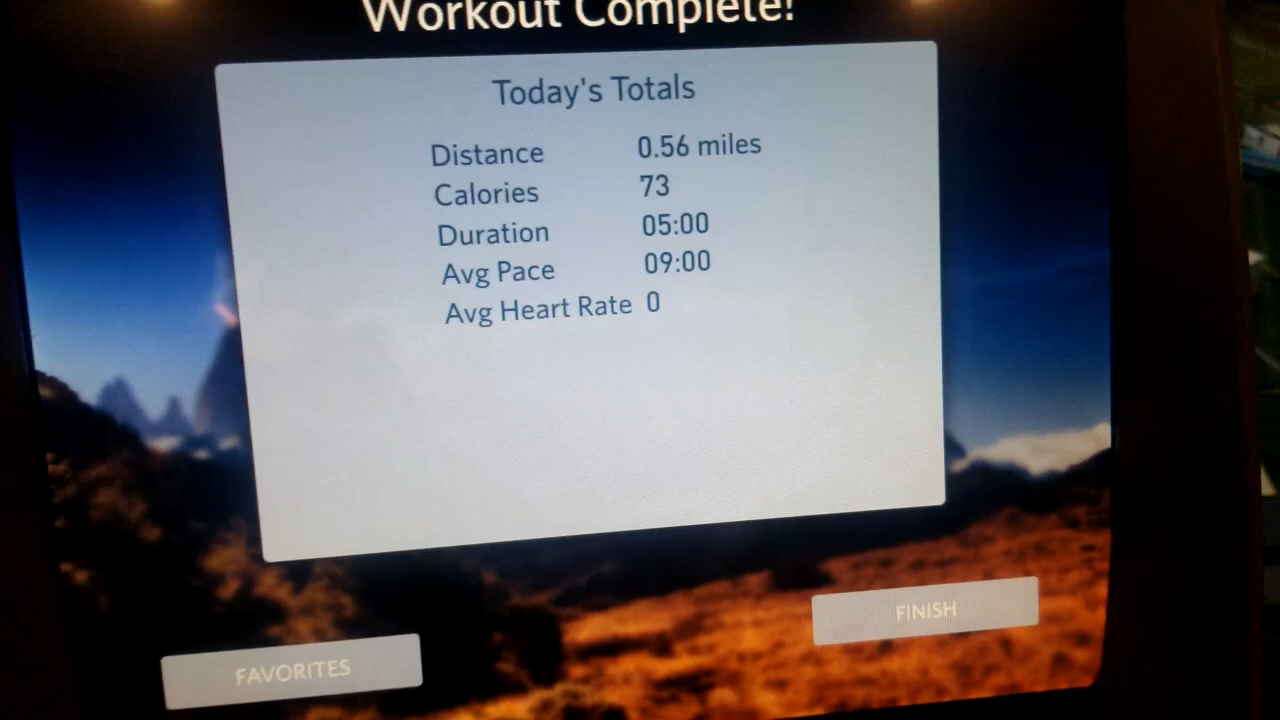 Workout Complete!
Today's Totals
Distance 0.56 miles
Calories 73
Duration 05:00
Avg Pace 09:00
Avg Heart Rate 0
FINISH
FAVORITES